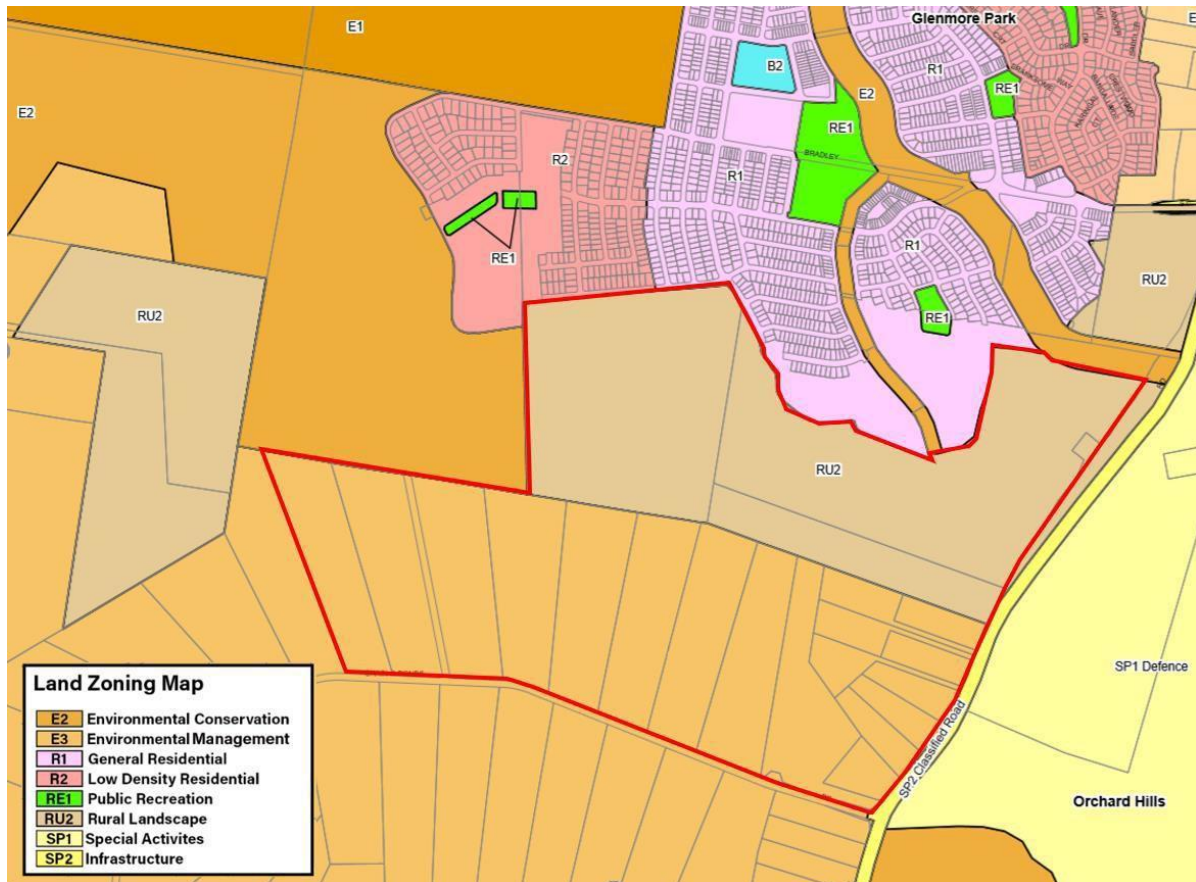 Glenmore Park
E1
B2
R1
RE1
E2
E2
RE1
R2
BRADLEY
R1
R1
RE1
RU2
RU2
RE1
RU2
SP1 Defence
SP2 Classified Road
Orchard Hills
Land Zoning Map
E2 Environmental Conservation
E3 Environmental Management
R1 General Residential
R2 Low Density Residential
RE1 Public Recreation
RU2 Rural Landscape
SP1 Special Activites
SP2 Infrastructure